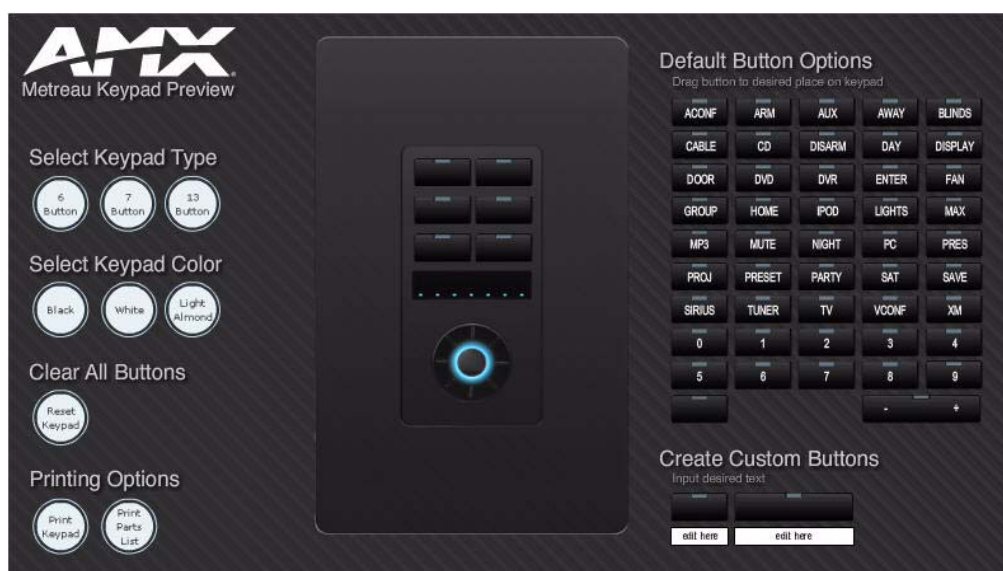 AMX
Metreau Keypad Preview
Select Keypad Type
6 Button
7 Button
13 Button
Select Keypad Color
Black
White
Light Almond
Clear All Buttons
Reset Keypad
Printing Options
Print Keypad
Print Parts List
Default Button Options
Drag button to desired place on keypad
ACONF ARM AUX AWAY BLINDS
CABLE CD DISARM DAY DISPLAY
DOOR DVD DVR ENTER FAN
GROUP HOME IPOD LIGHTS MAX
MP3 MUTE NIGHT PC PRES
PROJ PRESET PARTY SAT SAVE
SIRIUS TUNER TV VCONF XM
0 1 2 3 4
5 6 7 8 9
- +
Create Custom Buttons
Input desired text
edit here edit here